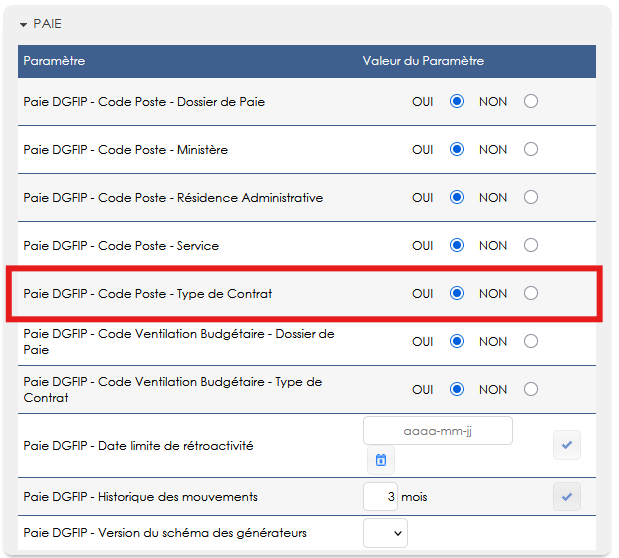 PAIE
Paramètre Valeur du Paramètre
Paie DGFIP - Code Poste - Dossier de Paie OUI NON
Paie DGFIP - Code Poste - Ministère OUI NON
Paie DGFIP - Code Poste - Résidence Administrative OUI NON
Paie DGFIP - Code Poste - Service OUI NON
Paie DGFIP - Code Poste - Type de Contrat OUI NON
Paie DGFIP - Code Ventilation Budgétaire - Dossier de
Paie OUI NON
Paie DGFIP - Code Ventilation Budgétaire - Type de
Contrat OUI NON
Paie DGFIP - Date limite de rétroactivité aaaa-mm-jj
Paie DGFIP - Historique des mouvements 3 mois
Paie DGFIP - Version du schéma des générateurs